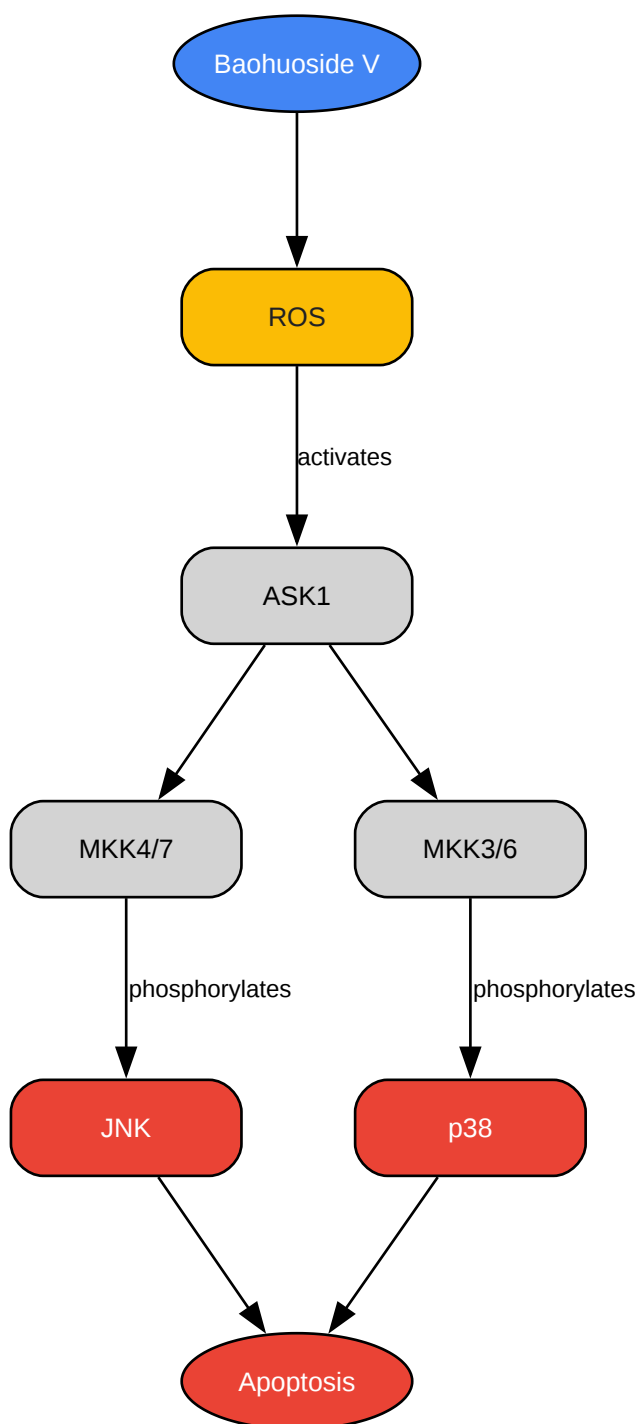 Baohuoside V
ROS
activates
ASK1
MKK4/7
MKK3/6
phosphorylates
phosphorylates
JNK
p38
Apoptosis